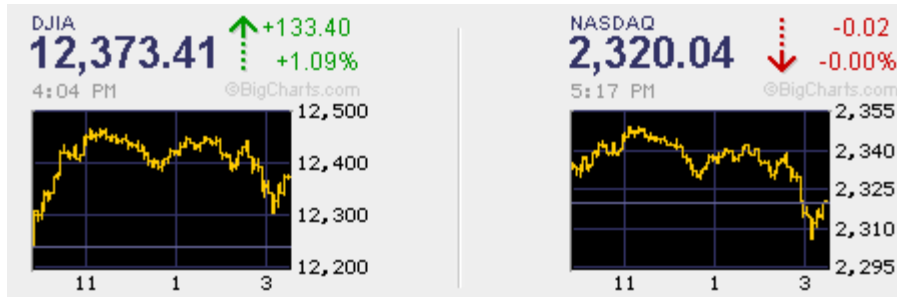 DJIA
12,373.41
+133.40
+1.09%
4:04 PM
©BigCharts.com
12,500
12,400
12,300
12,200
11 1 3
NASDAQ
2,320.04
-0.02
-0.00%
5:17 PM
©BigCharts.com
2,355
2,340
2,325
2,310
2,295
11 1 3